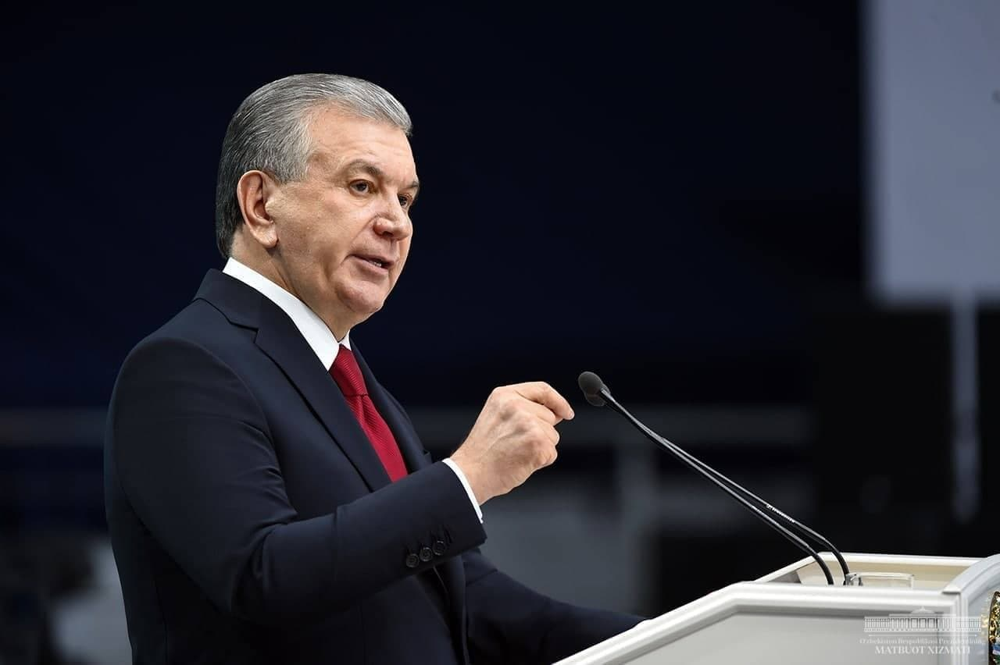 O'zbekiston Respublikasi Prezidentining
MATBUOT XIZMATI